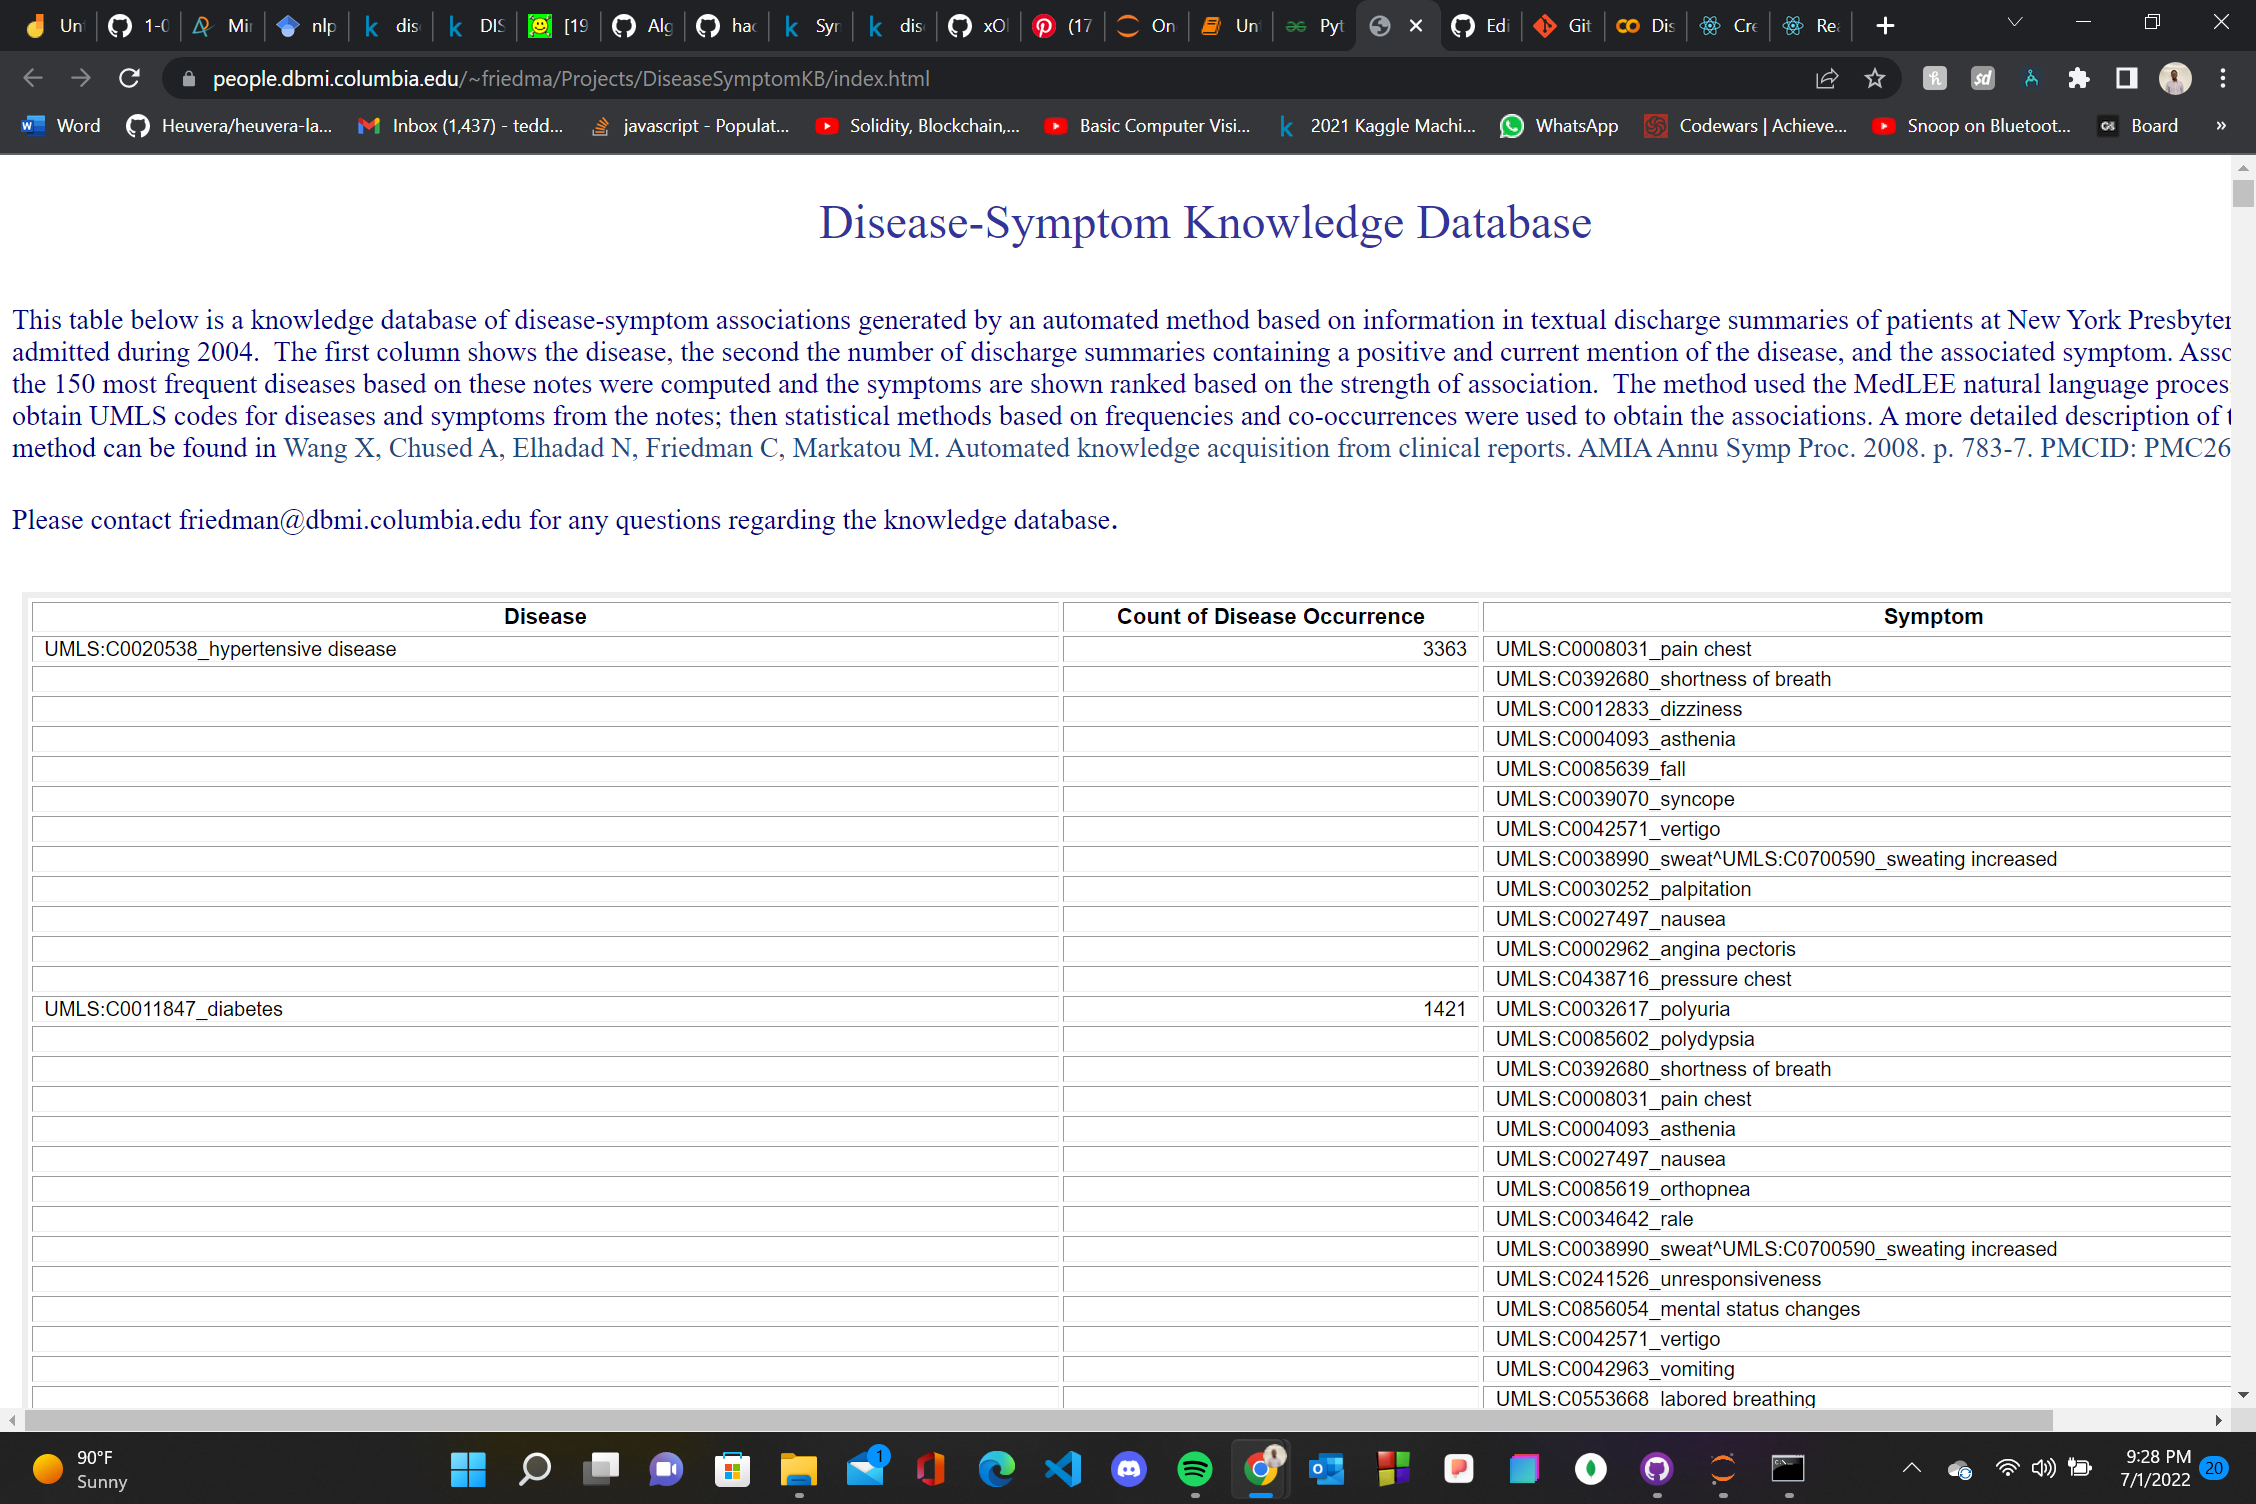 Un
1-0
Mir
nlp
dis
DIS
[19
Alg
hac
Syn
dis
xOl
(17
On
Un
Pyt
Edi
Git
Dis
Cre
Rea
people.dbmi.columbia.edu/~friedma/Projects/DiseaseSymptomKB/index.html
Word
Heuvera/heuvera-la...
Inbox (1,437) - tedd...
javascript - Populat...
Solidity, Blockchain,...
Basic Computer Visi...
2021 Kaggle Machi...
WhatsApp
Codewars | Achieve...
Snoop on Bluetoot...
Board
Disease-Symptom Knowledge Database
This table below is a knowledge database of disease-symptom associations generated by an automated method based on information in textual discharge summaries of patients at New York Presbyter
admitted during 2004. The first column shows the disease, the second the number of discharge summaries containing a positive and current mention of the disease, and the associated symptom. Asso
the 150 most frequent diseases based on these notes were computed and the symptoms are shown ranked based on the strength of association. The method used the MedLEE natural language proces
obtain UMLS codes for diseases and symptoms from the notes; then statistical methods based on frequencies and co-occurrences were used to obtain the associations. A more detailed description of t
method can be found in Wang X, Chused A, Elhadad N, Friedman C, Markatou M. Automated knowledge acquisition from clinical reports. AMIA Annu Symp Proc. 2008. p. 783-7. PMCID: PMC26
Please contact friedman@dbmi.columbia.edu for any questions regarding the knowledge database.
Disease Count of Disease Occurrence Symptom
UMLS:C0020538_hypertensive disease 3363 UMLS:C0008031_pain chest
UMLS:C0392680_shortness of breath
UMLS:C0012833_dizziness
UMLS:C0004093_asthenia
UMLS:C0085639_fall
UMLS:C0039070_syncope
UMLS:C0042571_vertigo
UMLS:C0038990_sweat^UMLS:C0700590_sweating increased
UMLS:C0030252_palpitation
UMLS:C0027497_nausea
UMLS:C0002962_angina pectoris
UMLS:C0438716_pressure chest
UMLS:C0011847_diabetes 1421 UMLS:C0032617_polyuria
UMLS:C0085602_polydypsia
UMLS:C0392680_shortness of breath
UMLS:C0008031_pain chest
UMLS:C0004093_asthenia
UMLS:C0027497_nausea
UMLS:C0085619_orthopnea
UMLS:C0034642_rale
UMLS:C0038990_sweat^UMLS:C0700590_sweating increased
UMLS:C0241526_unresponsiveness
UMLS:C0856054_mental status changes
UMLS:C0042571_vertigo
UMLS:C0042963_vomiting
UMLS:C0553668_labored breathing
90°F
Sunny
1
9:28 PM
7/1/2022
20